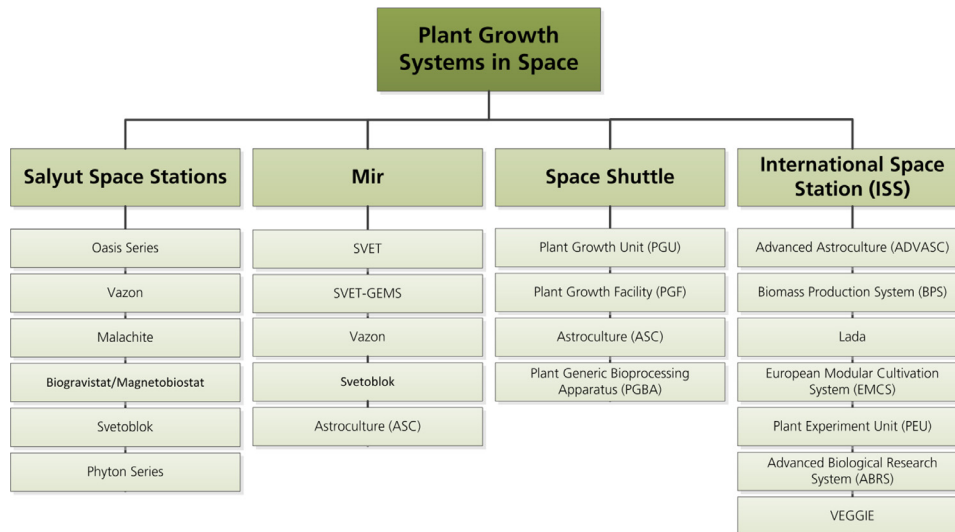 Plant Growth
Systems in Space
Salyut Space Stations
Oasis Series
Vazon
Malachite
Biogravistat/Magnetobiostat
Svetoblok
Phyton Series
Mir
SVET
SVET-GEMS
Vazon
Svetoblok
Astroculture (ASC)
Space Shuttle
Plant Growth Unit (PGU)
Plant Growth Facility (PGF)
Astroculture (ASC)
Plant Generic Bioprocessing
Apparatus (PGBA)
International Space
Station (ISS)
Advanced Astroculture (ADVASC)
Biomass Production System (BPS)
Lada
European Modular Cultivation
System (EMCS)
Plant Experiment Unit (PEU)
Advanced Biological Research
System (ABRS)
VEGGIE